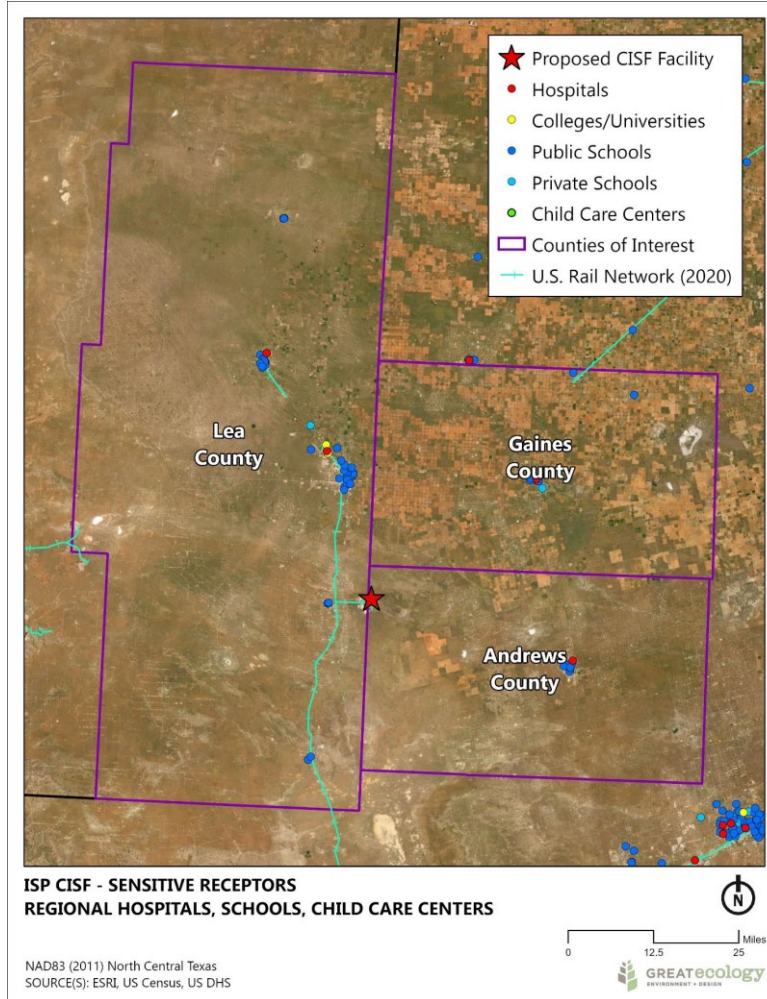 Proposed CISF Facility
Hospitals
Colleges/Universities
Public Schools
Private Schools
Child Care Centers
Counties of Interest
U.S. Rail Network (2020)
Lea
County
Gaines
County
Andrews
County
ISP CISF - SENSITIVE RECEPTORS
REGIONAL HOSPITALS, SCHOOLS, CHILD CARE CENTERS
N
Miles
0 12.5 25
NAD83 (2011) North Central Texas
SOURCE(S): ESRI, US Census, US DHS
GREATecology
ENVIRONMENT + DESIGN